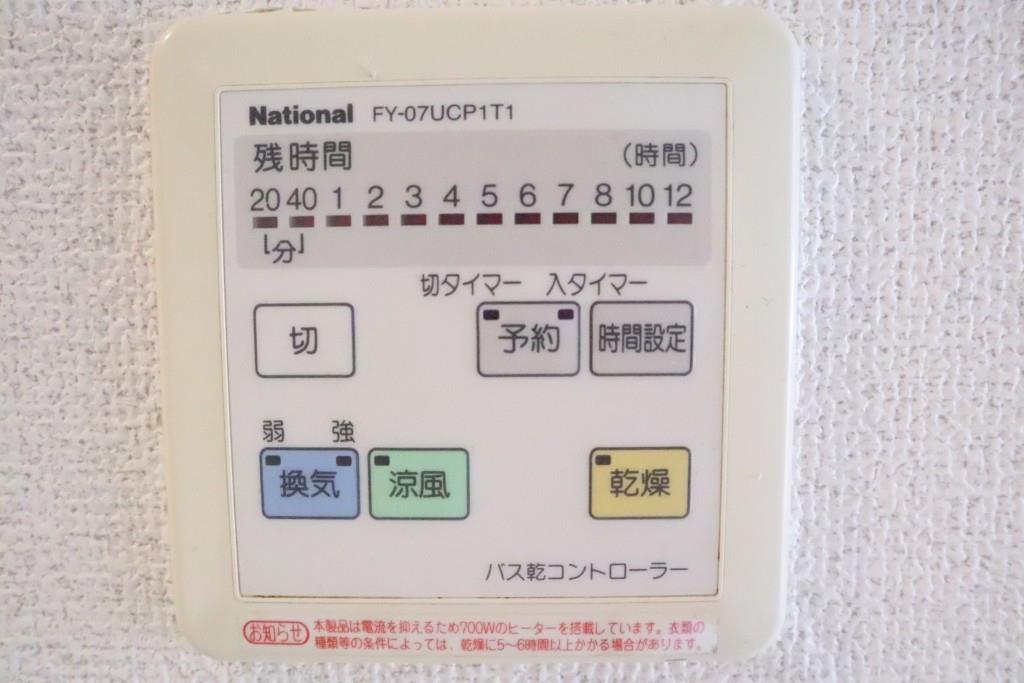 National FY-07UCP1T1
残時間 (時間)
20 40 1 2 3 4 5 6 7 8 10 12
分
切タイマー 入タイマー
切 予約 時間設定
弱 強
換気 涼風 乾燥
バス乾コントローラー
お知らせ 本製品は電流を抑えるため700Wのヒーターを搭載しています。衣類の
種類等の条件によっては、乾燥に5〜6時間以上かかる場合があります。